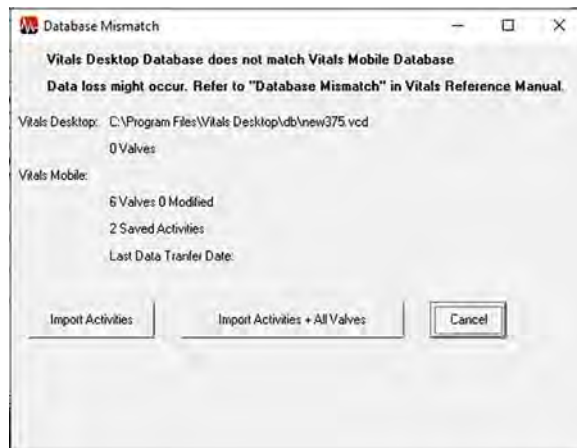 Database Mismatch
Vitals Desktop Database does not match Vitals Mobile Database
Data loss might occur. Refer to "Database Mismatch" in Vitals Reference Manual.
Vitals Desktop: C:\Program Files\Vitals Desktop\db\new375.vcd
0 Valves
Vitals Mobile:
6 Valves 0 Modified
2 Saved Activities
Last Data Tranfer Date:
Import Activities Import Activities + All Valves Cancel